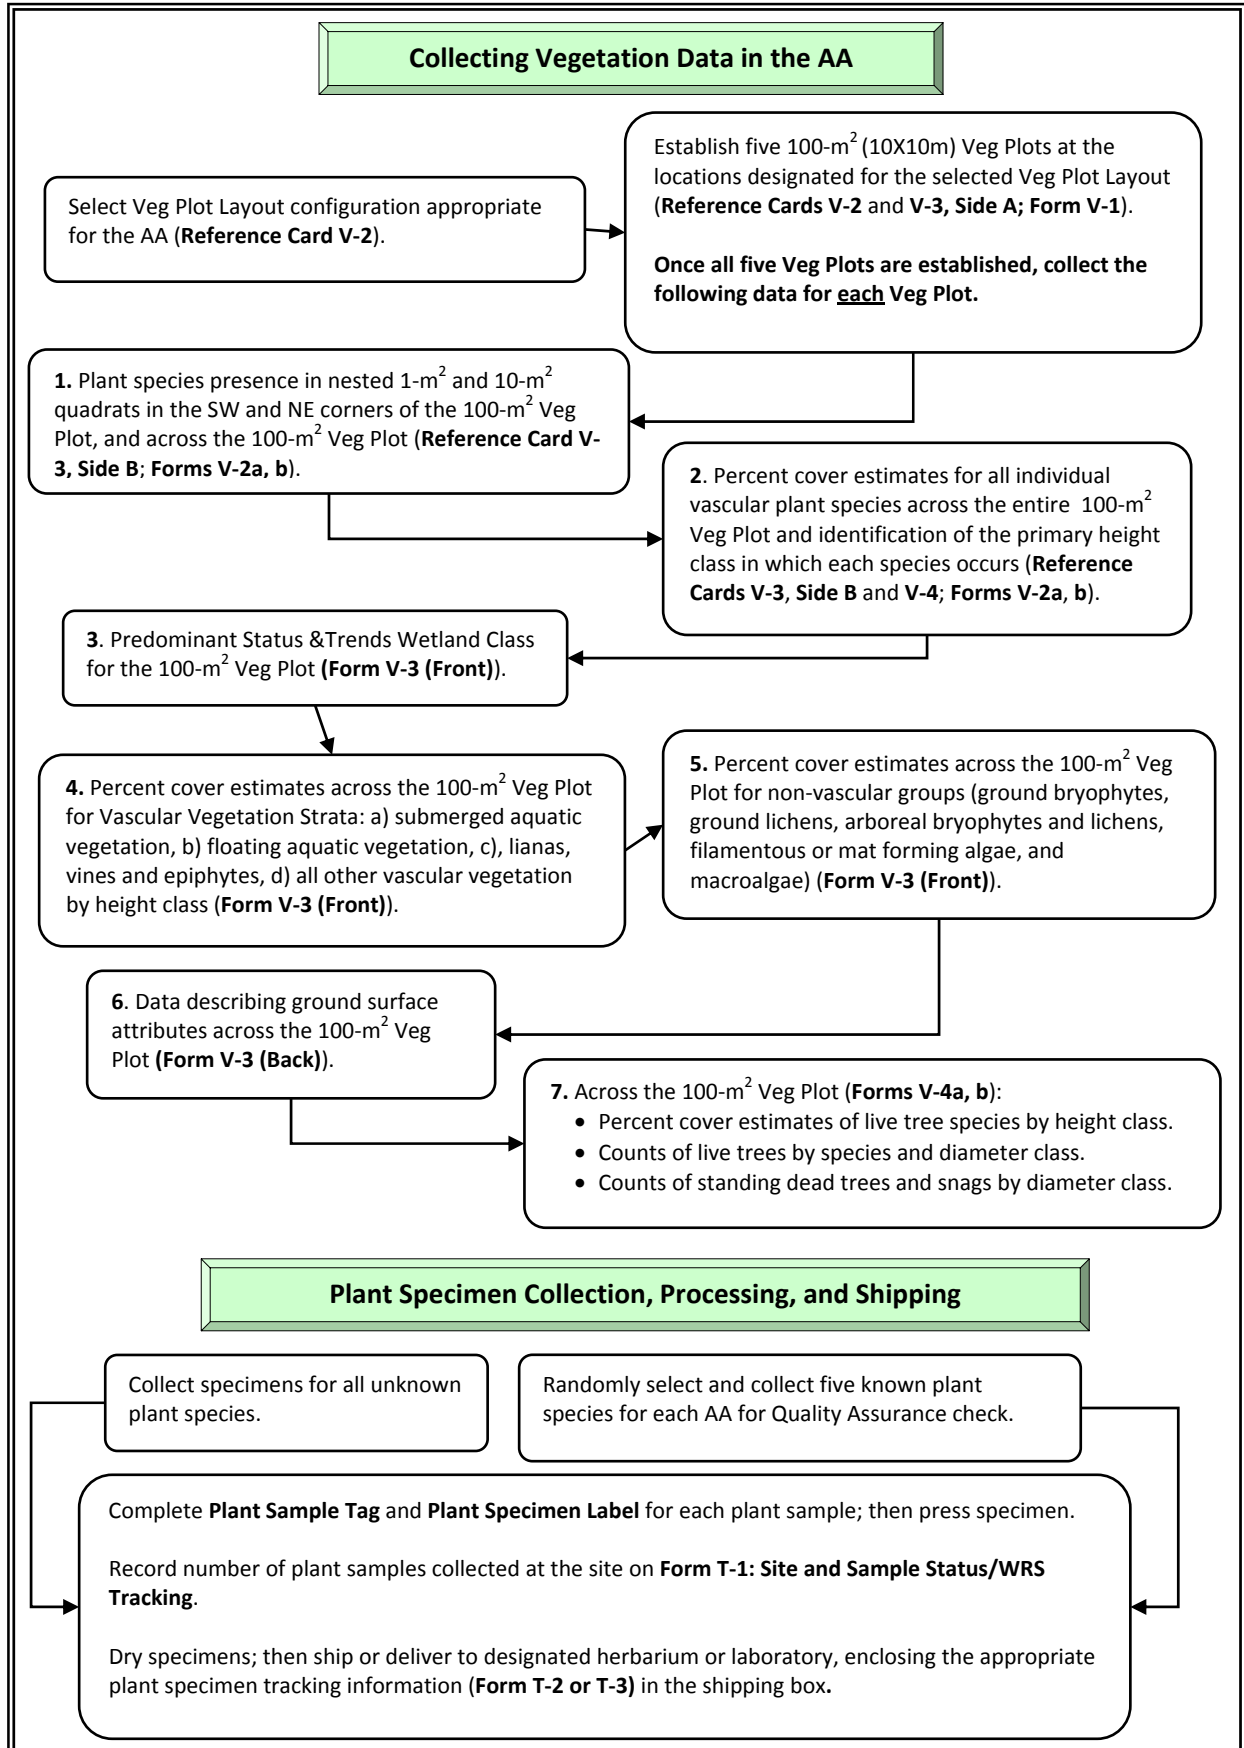 Collecting Vegetation Data in the AA
Select Veg Plot Layout configuration appropriate
for the AA (Reference Card V-2).
Establish five 100-m² (10X10m) Veg Plots at the
locations designated for the selected Veg Plot Layout
(Reference Cards V-2 and V-3, Side A; Form V-1).
Once all five Veg Plots are established, collect the
following data for each Veg Plot.
1. Plant species presence in nested 1-m² and 10-m²
quadrats in the SW and NE corners of the 100-m² Veg
Plot, and across the 100-m² Veg Plot (Reference Card V-
3, Side B; Forms V-2a, b).
2. Percent cover estimates for all individual
vascular plant species across the entire 100-m²
Veg Plot and identification of the primary height
class in which each species occurs (Reference
Cards V-3, Side B and V-4; Forms V-2a, b).
3. Predominant Status &Trends Wetland Class
for the 100-m² Veg Plot (Form V-3 (Front)).
4. Percent cover estimates across the 100-m² Veg Plot
for Vascular Vegetation Strata: a) submerged aquatic
vegetation, b) floating aquatic vegetation, c), lianas,
vines and epiphytes, d) all other vascular vegetation
by height class (Form V-3 (Front)).
5. Percent cover estimates across the 100-m² Veg
Plot for non-vascular groups (ground bryophytes,
ground lichens, arboreal bryophytes and lichens,
filamentous or mat forming algae, and
macroalgae) (Form V-3 (Front)).
6. Data describing ground surface
attributes across the 100-m² Veg
Plot (Form V-3 (Back)).
7. Across the 100-m² Veg Plot (Forms V-4a, b):
• Percent cover estimates of live tree species by height class.
• Counts of live trees by species and diameter class.
• Counts of standing dead trees and snags by diameter class.
Plant Specimen Collection, Processing, and Shipping
Collect specimens for all unknown
plant species.
Randomly select and collect five known plant
species for each AA for Quality Assurance check.
Complete Plant Sample Tag and Plant Specimen Label for each plant sample; then press specimen.
Record number of plant samples collected at the site on Form T-1: Site and Sample Status/WRS
Tracking.
Dry specimens; then ship or deliver to designated herbarium or laboratory, enclosing the appropriate
plant specimen tracking information (Form T-2 or T-3) in the shipping box.